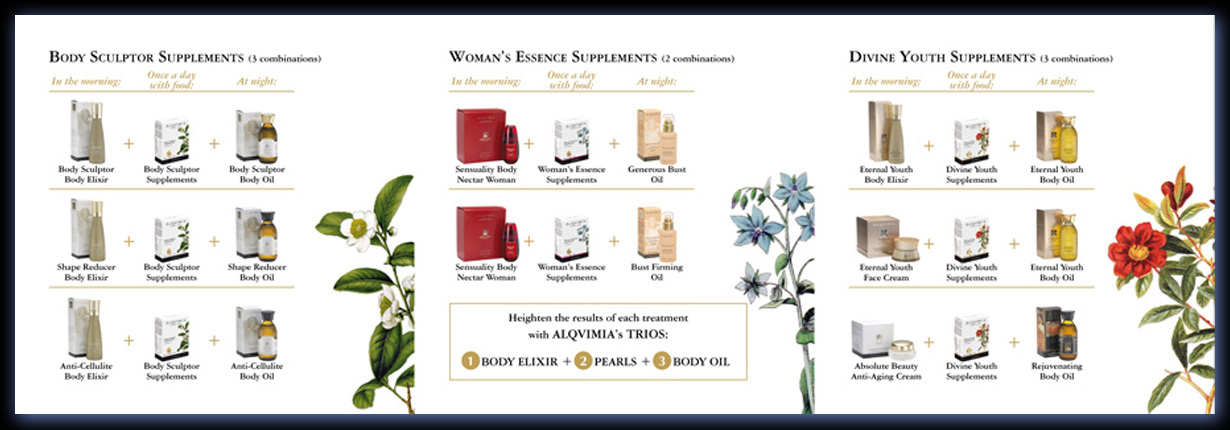 BODY SCULPTOR SUPPLEMENTS (3 combinations)
In the morning:
Once a day
with food:
At night:
Body Sculptor
Body Elixir
+
Body Sculptor
Supplements
+
Body Sculptor
Body Oil
Shape Reducer
Body Elixir
+
Body Sculptor
Supplements
+
Shape Reducer
Body Oil
Anti-Cellulite
Body Elixir
+
Body Sculptor
Supplements
+
Anti-Cellulite
Body Oil
WOMAN'S ESSENCE SUPPLEMENTS (2 combinations)
In the morning:
Once a day
with food:
At night:
Sensuality Body
Nectar Woman
+
Woman's Essence
Supplements
+
Generous Bust
Oil
Sensuality Body
Nectar Woman
+
Woman's Essence
Supplements
+
Bust Firming
Oil
Heighten the results of each treatment
with ALQVIMIA's TRIOS:
1 BODY ELIXIR + 2 PEARLS + 3 BODY OIL
DIVINE YOUTH SUPPLEMENTS (3 combinations)
In the morning:
Once a day
with food:
At night:
Eternal Youth
Body Elixir
+
Divine Youth
Supplements
+
Eternal Youth
Body Oil
Eternal Youth
Face Cream
+
Divine Youth
Supplements
+
Eternal Youth
Body Oil
Absolute Beauty
Anti-Aging Cream
+
Divine Youth
Supplements
+
Rejuvenating
Body Oil